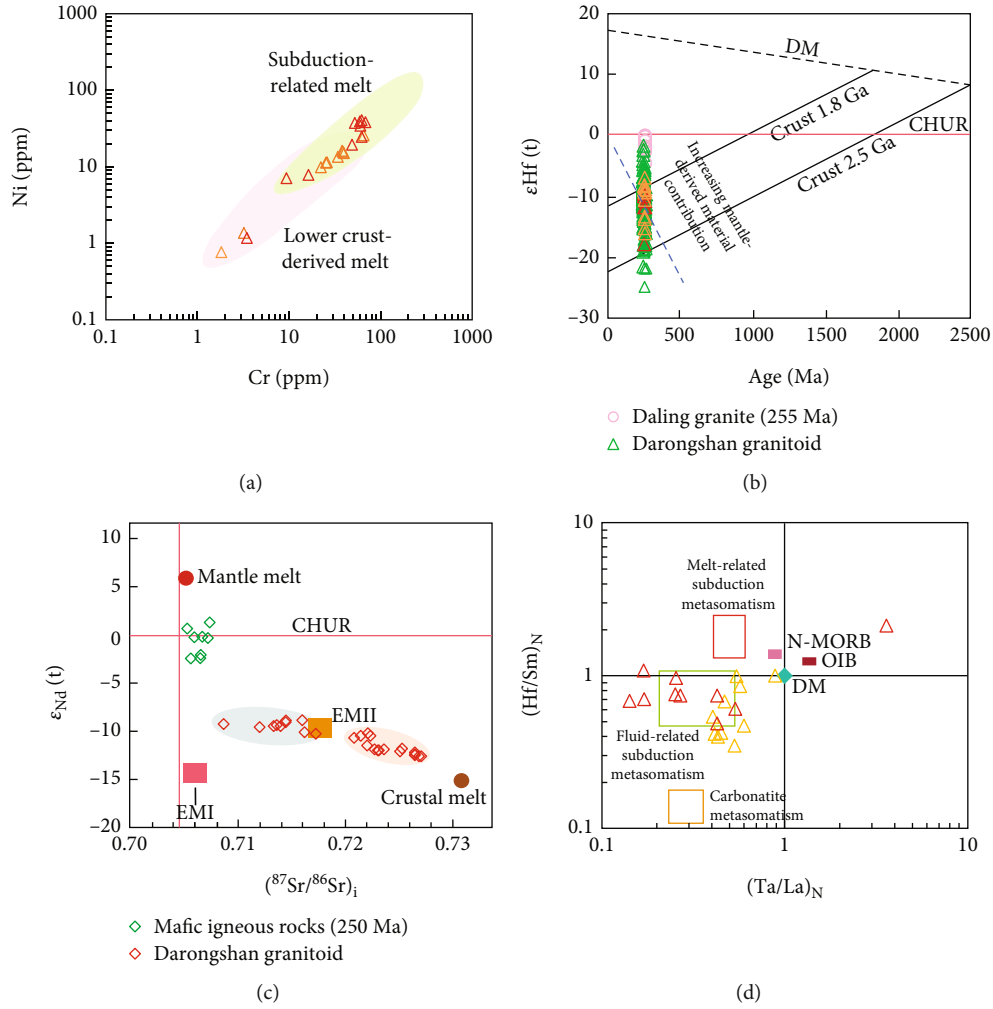 1000
100
10
1
0.1
Ni (ppm)
Subduction-
related melt
Lower crust-
derived melt
0.1
1
10
100
1000
Cr (ppm)
(a)
20
10
0
−10
−20
−30
εHf (t)
DM
Crust 1.8 Ga
CHUR
Crust 2.5 Ga
Increasing mantle-
derived material
contribution
0
500
1000
1500
2000
2500
Age (Ma)
Daling granite (255 Ma)
Darongshan granitoid
(b)
10
5
0
−5
−10
−15
−20
εNd (t)
Mantle melt
CHUR
EMII
EMI
Crustal melt
0.70
0.71
0.72
0.73
(87Sr/86Sr)i
Mafic igneous rocks (250 Ma)
Darongshan granitoid
(c)
10
1
0.1
(Hf/Sm)N
Melt-related
subduction
metasomatism
N-MORB
OIB
DM
Fluid-related
subduction
metasomatism
Carbonatite
metasomatism
0.1
1
10
(Ta/La)N
(d)